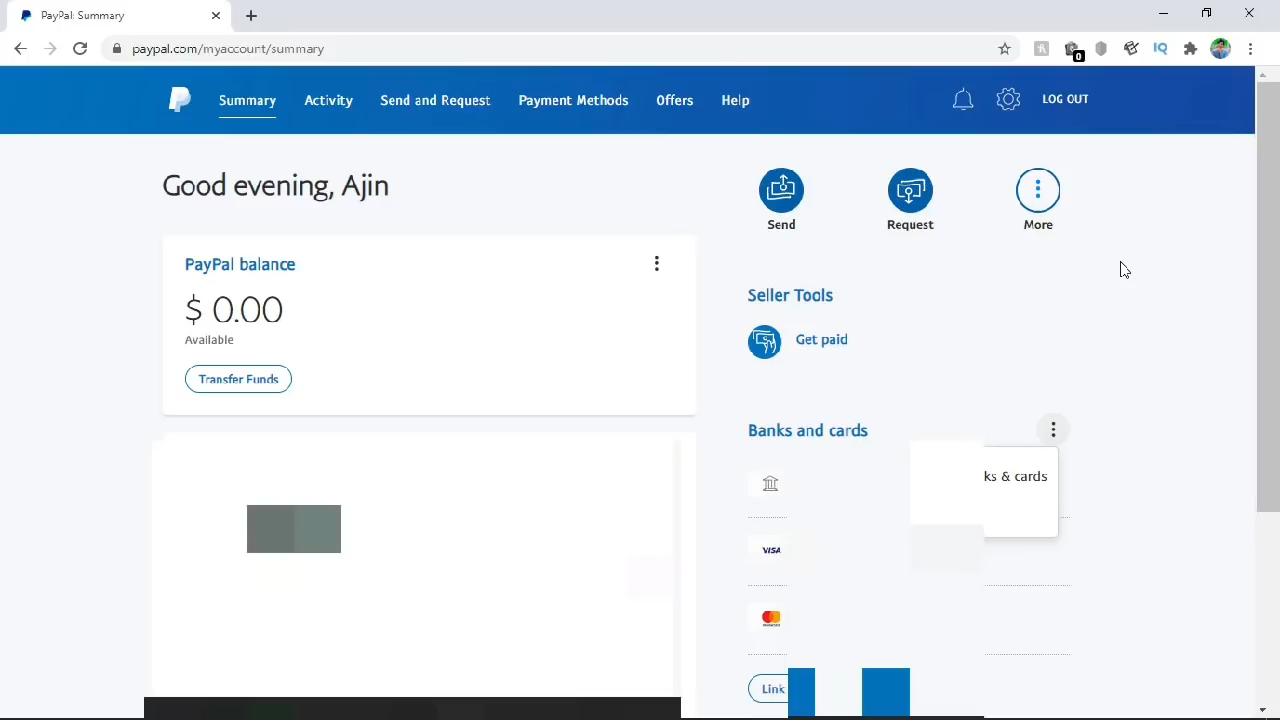 PayPal: Summary
paypal.com/myaccount/summary
0
IQ
Summary
Activity
Send and Request
Payment Methods
Offers
Help
LOG OUT
Good evening, Ajin
Send
Request
More
PayPal balance
$ 0.00
Available
Transfer Funds
Seller Tools
Get paid
Banks and cards
ks & cards
VISA
Link